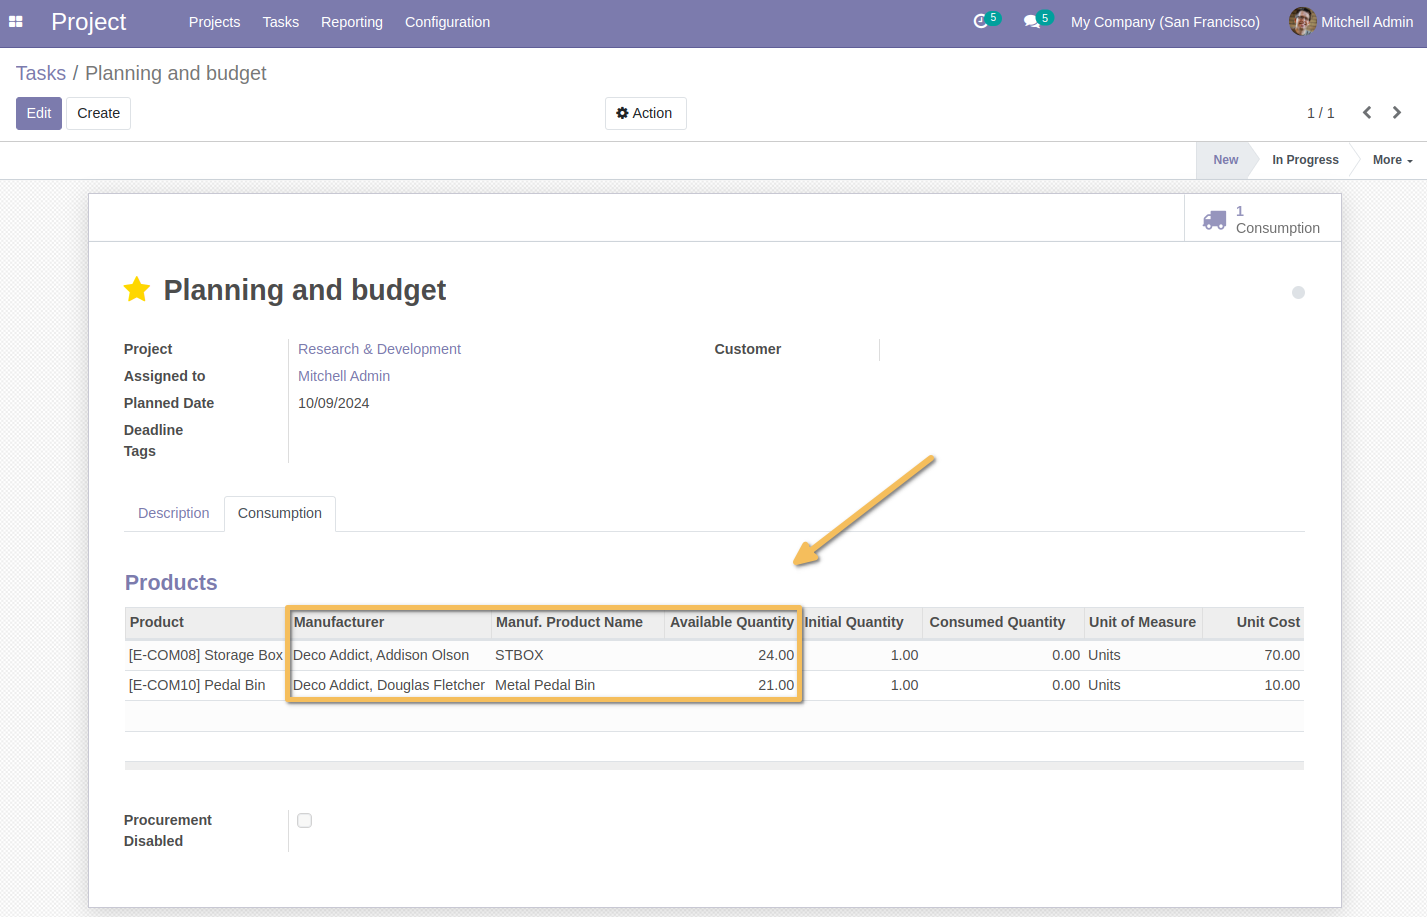 Project Projects Tasks Reporting Configuration 5 5 My Company (San Francisco) Mitchell Admin
Tasks / Planning and budget
Edit Create Action 1 / 1
New In Progress More
1
Consumption
Planning and budget
Project Research & Development Customer
Assigned to Mitchell Admin
Planned Date 10/09/2024
Deadline
Tags
Description Consumption
Products
Product Manufacturer Manuf. Product Name Available Quantity Initial Quantity Consumed Quantity Unit of Measure Unit Cost
[E-COM08] Storage Box Deco Addict, Addison Olson STBOX 24.00 1.00 0.00 Units 70.00
[E-COM10] Pedal Bin Deco Addict, Douglas Fletcher Metal Pedal Bin 21.00 1.00 0.00 Units 10.00
Procurement
Disabled